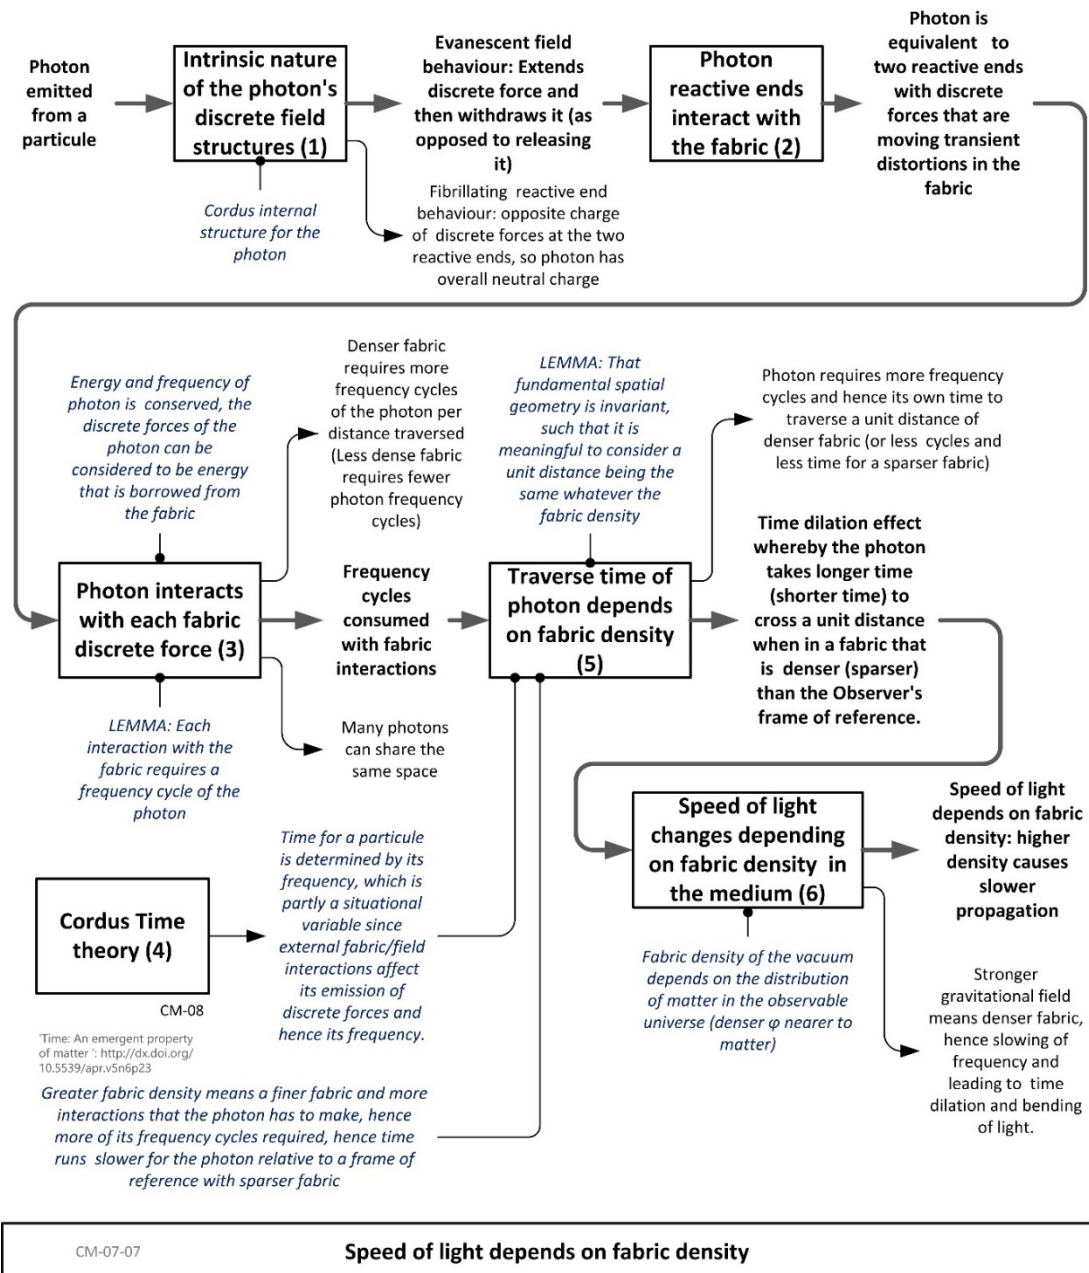 Photon
emitted
from a
particule
Intrinsic nature
of the photon's
discrete field
structures (1)
Cordus internal
structure for the
photon
Evanescent field
behaviour: Extends
discrete force and
then withdraws it (as
opposed to releasing
it)
Fibrillating reactive end
behaviour: opposite charge
of discrete forces at the two
reactive ends, so photon has
overall neutral charge
Photon
reactive ends
interact with
the fabric (2)
Photon is
equivalent to
two reactive ends
with discrete
forces that are
moving transient
distortions in the
fabric
Energy and frequency of
photon is conserved, the
discrete forces of the
photon can be
considered to be energy
that is borrowed from
the fabric
Photon interacts
with each fabric
discrete force (3)
LEMMA: Each
interaction with the
fabric requires a
frequency cycle of the
photon
Denser fabric
requires more
frequency cycles
of the photon per
distance traversed
(Less dense fabric
requires fewer
photon frequency
cycles)
Frequency
cycles
consumed
with fabric
interactions
Many photons
can share the
same space
LEMMA: That
fundamental spatial
geometry is invariant,
such that it is
meaningful to consider a
unit distance being the
same whatever the
fabric density
Traverse time of
photon depends
on fabric density
(5)
Photon requires more frequency
cycles and hence its own time to
traverse a unit distance of
denser fabric (or less cycles and
less time for a sparser fabric)
Time dilation effect
whereby the photon
takes longer time
(shorter time) to
cross a unit distance
when in a fabric that
is denser (sparser)
than the Observer's
frame of reference.
Cordus Time
theory (4)
CM-08
'Time: An emergent property
of matter ': http://dx.doi.org/
10.5539/apr.v5n6p23
Time for a particule
is determined by its
frequency, which is
partly a situational
variable since
external fabric/field
interactions affect
its emission of
discrete forces and
hence its frequency.
Greater fabric density means a finer fabric and more
interactions that the photon has to make, hence
more of its frequency cycles required, hence time
runs slower for the photon relative to a frame of
reference with sparser fabric
Speed of light
changes depending
on fabric density in
the medium (6)
Fabric density of the vacuum
depends on the distribution
of matter in the observable
universe (denser φ nearer to
matter)
Speed of light
depends on fabric
density: higher
density causes
slower
propagation
Stronger
gravitational field
means denser fabric,
hence slowing of
frequency and
leading to time
dilation and bending
of light.
CM-07-07
Speed of light depends on fabric density